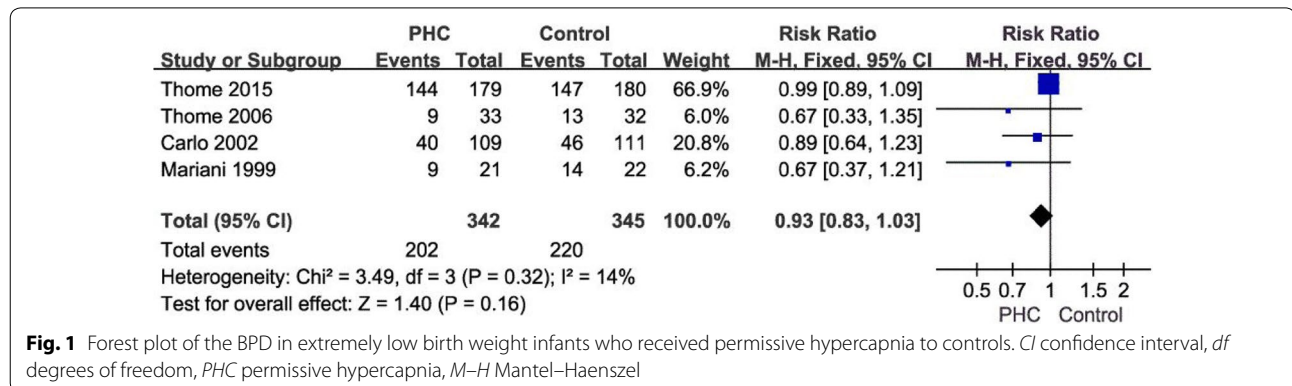 PHC Control Risk Ratio Risk Ratio
Study or Subgroup Events Total Events Total Weight M-H, Fixed, 95% CI M-H, Fixed, 95% CI
Thome 2015 144 179 147 180 66.9% 0.99 [0.89, 1.09]
Thome 2006 9 33 13 32 6.0% 0.67 [0.33, 1.35]
Carlo 2002 40 109 46 111 20.8% 0.89 [0.64, 1.23]
Mariani 1999 9 21 14 22 6.2% 0.67 [0.37, 1.21]
Total (95% CI) 342 345 100.0% 0.93 [0.83, 1.03]
Total events 202 220
Heterogeneity: Chi² = 3.49, df = 3 (P = 0.32); I² = 14%
Test for overall effect: Z = 1.40 (P = 0.16)
0.5 0.7 1 1.5 2
PHC Control
Fig. 1 Forest plot of the BPD in extremely low birth weight infants who received permissive hypercapnia to controls. CI confidence interval, df
degrees of freedom, PHC permissive hypercapnia, M–H Mantel–Haenszel